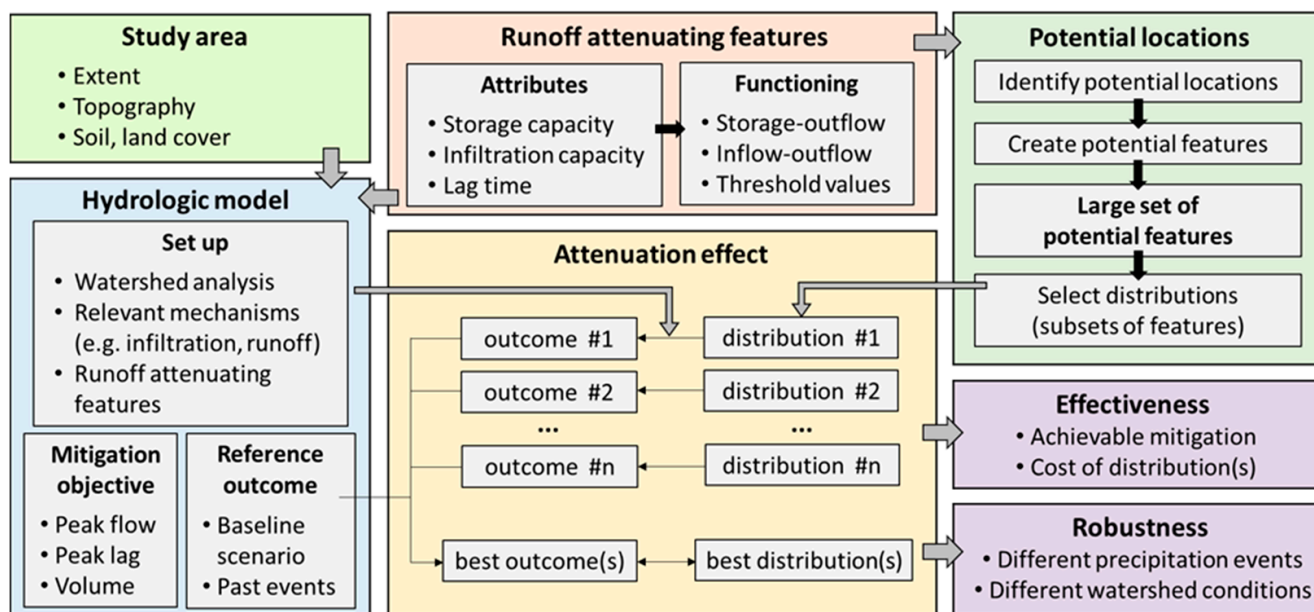 Study area
• Extent
• Topography
• Soil, land cover
Runoff attenuating features
Attributes
• Storage capacity
• Infiltration capacity
• Lag time
Functioning
• Storage-outflow
• Inflow-outflow
• Threshold values
Potential locations
Identify potential locations
Create potential features
Large set of
potential features
Select distributions
(subsets of features)
Hydrologic model
Set up
• Watershed analysis
• Relevant mechanisms
(e.g. infiltration, runoff)
• Runoff attenuating
features
Mitigation
objective
• Peak flow
• Peak lag
• Volume
Reference
outcome
• Baseline
scenario
• Past events
Attenuation effect
outcome #1
distribution #1
outcome #2
distribution #2
...
...
outcome #n
distribution #n
best outcome(s)
best distribution(s)
Effectiveness
• Achievable mitigation
• Cost of distribution(s)
Robustness
• Different precipitation events
• Different watershed conditions